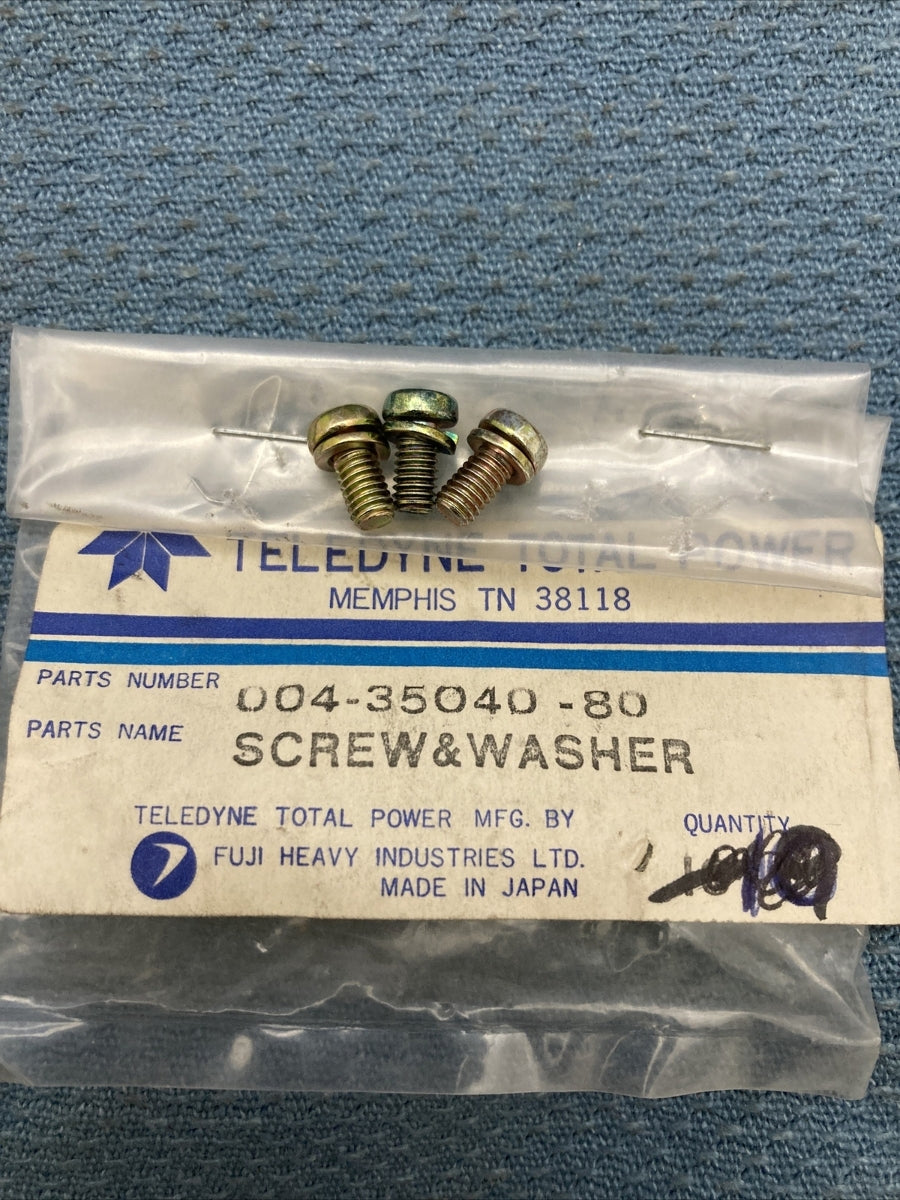 TELEDYNE TOTAL POWER
MEMPHIS TN 38118
PARTS NUMBER 004-35040-80
PARTS NAME SCREW&WASHER
TELEDYNE TOTAL POWER MFG. BY
FUJI HEAVY INDUSTRIES LTD.
MADE IN JAPAN
QUANTITY